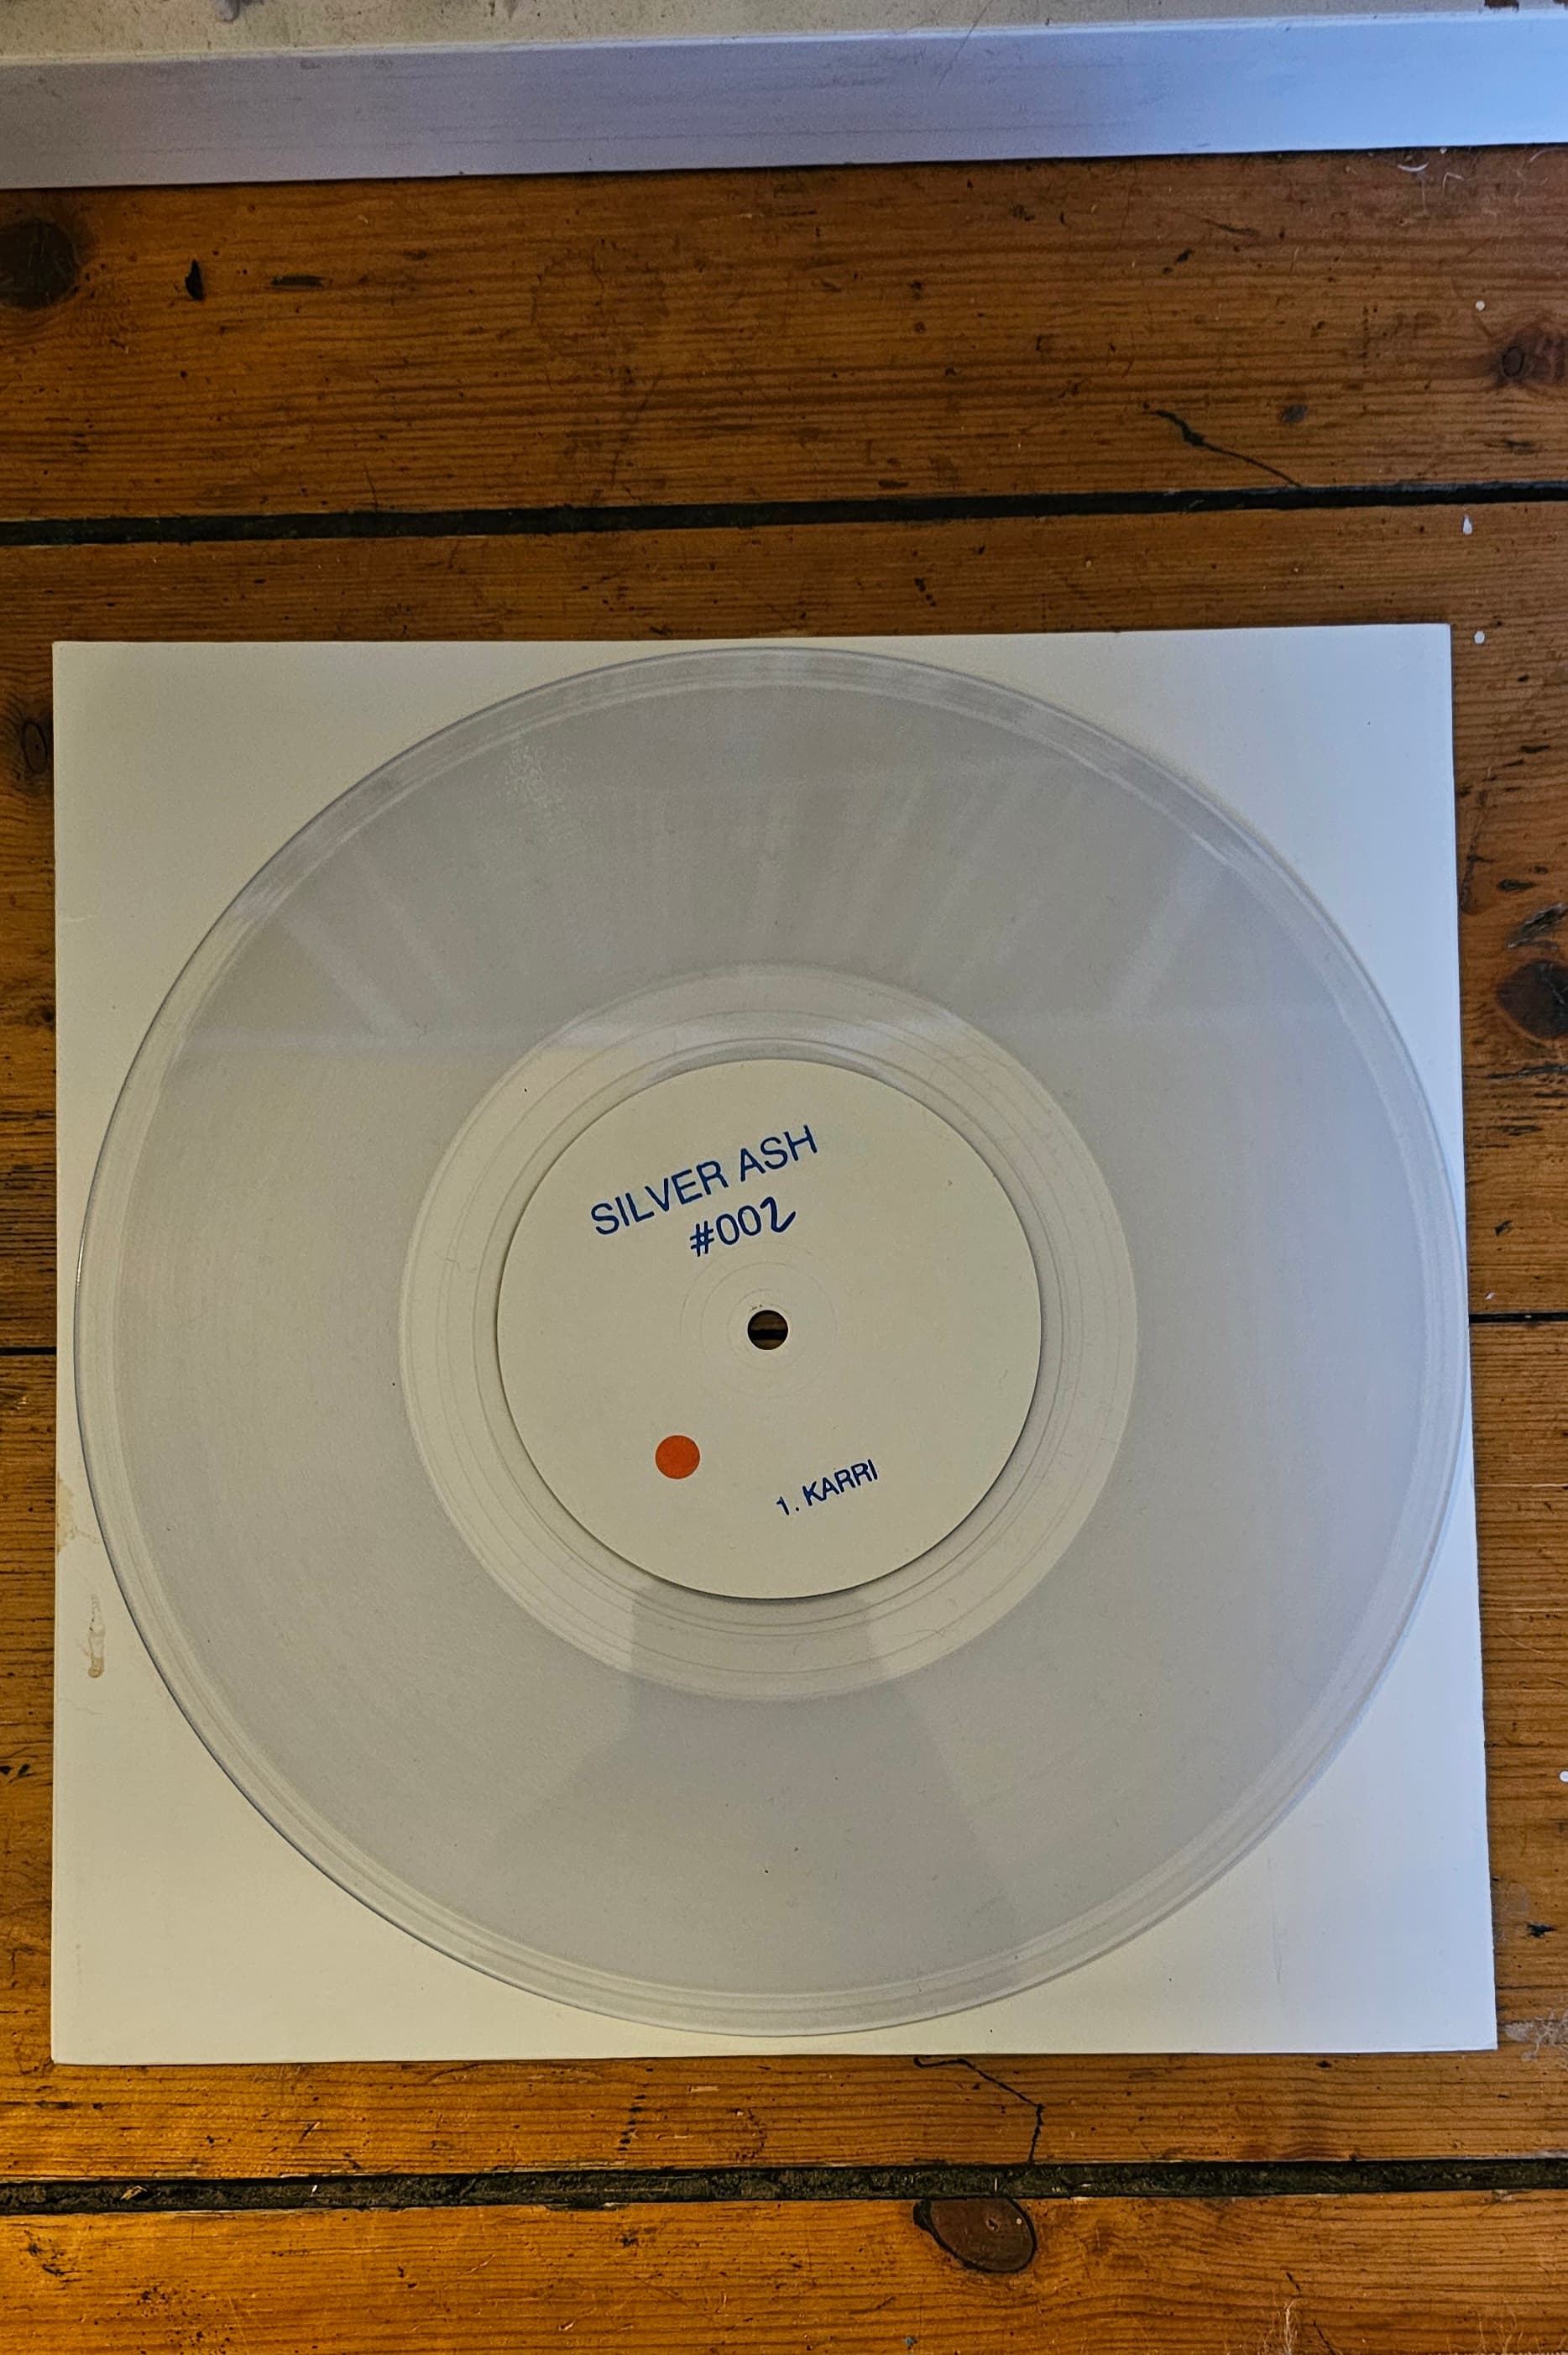 SILVER ASH
#002
1. KARRI